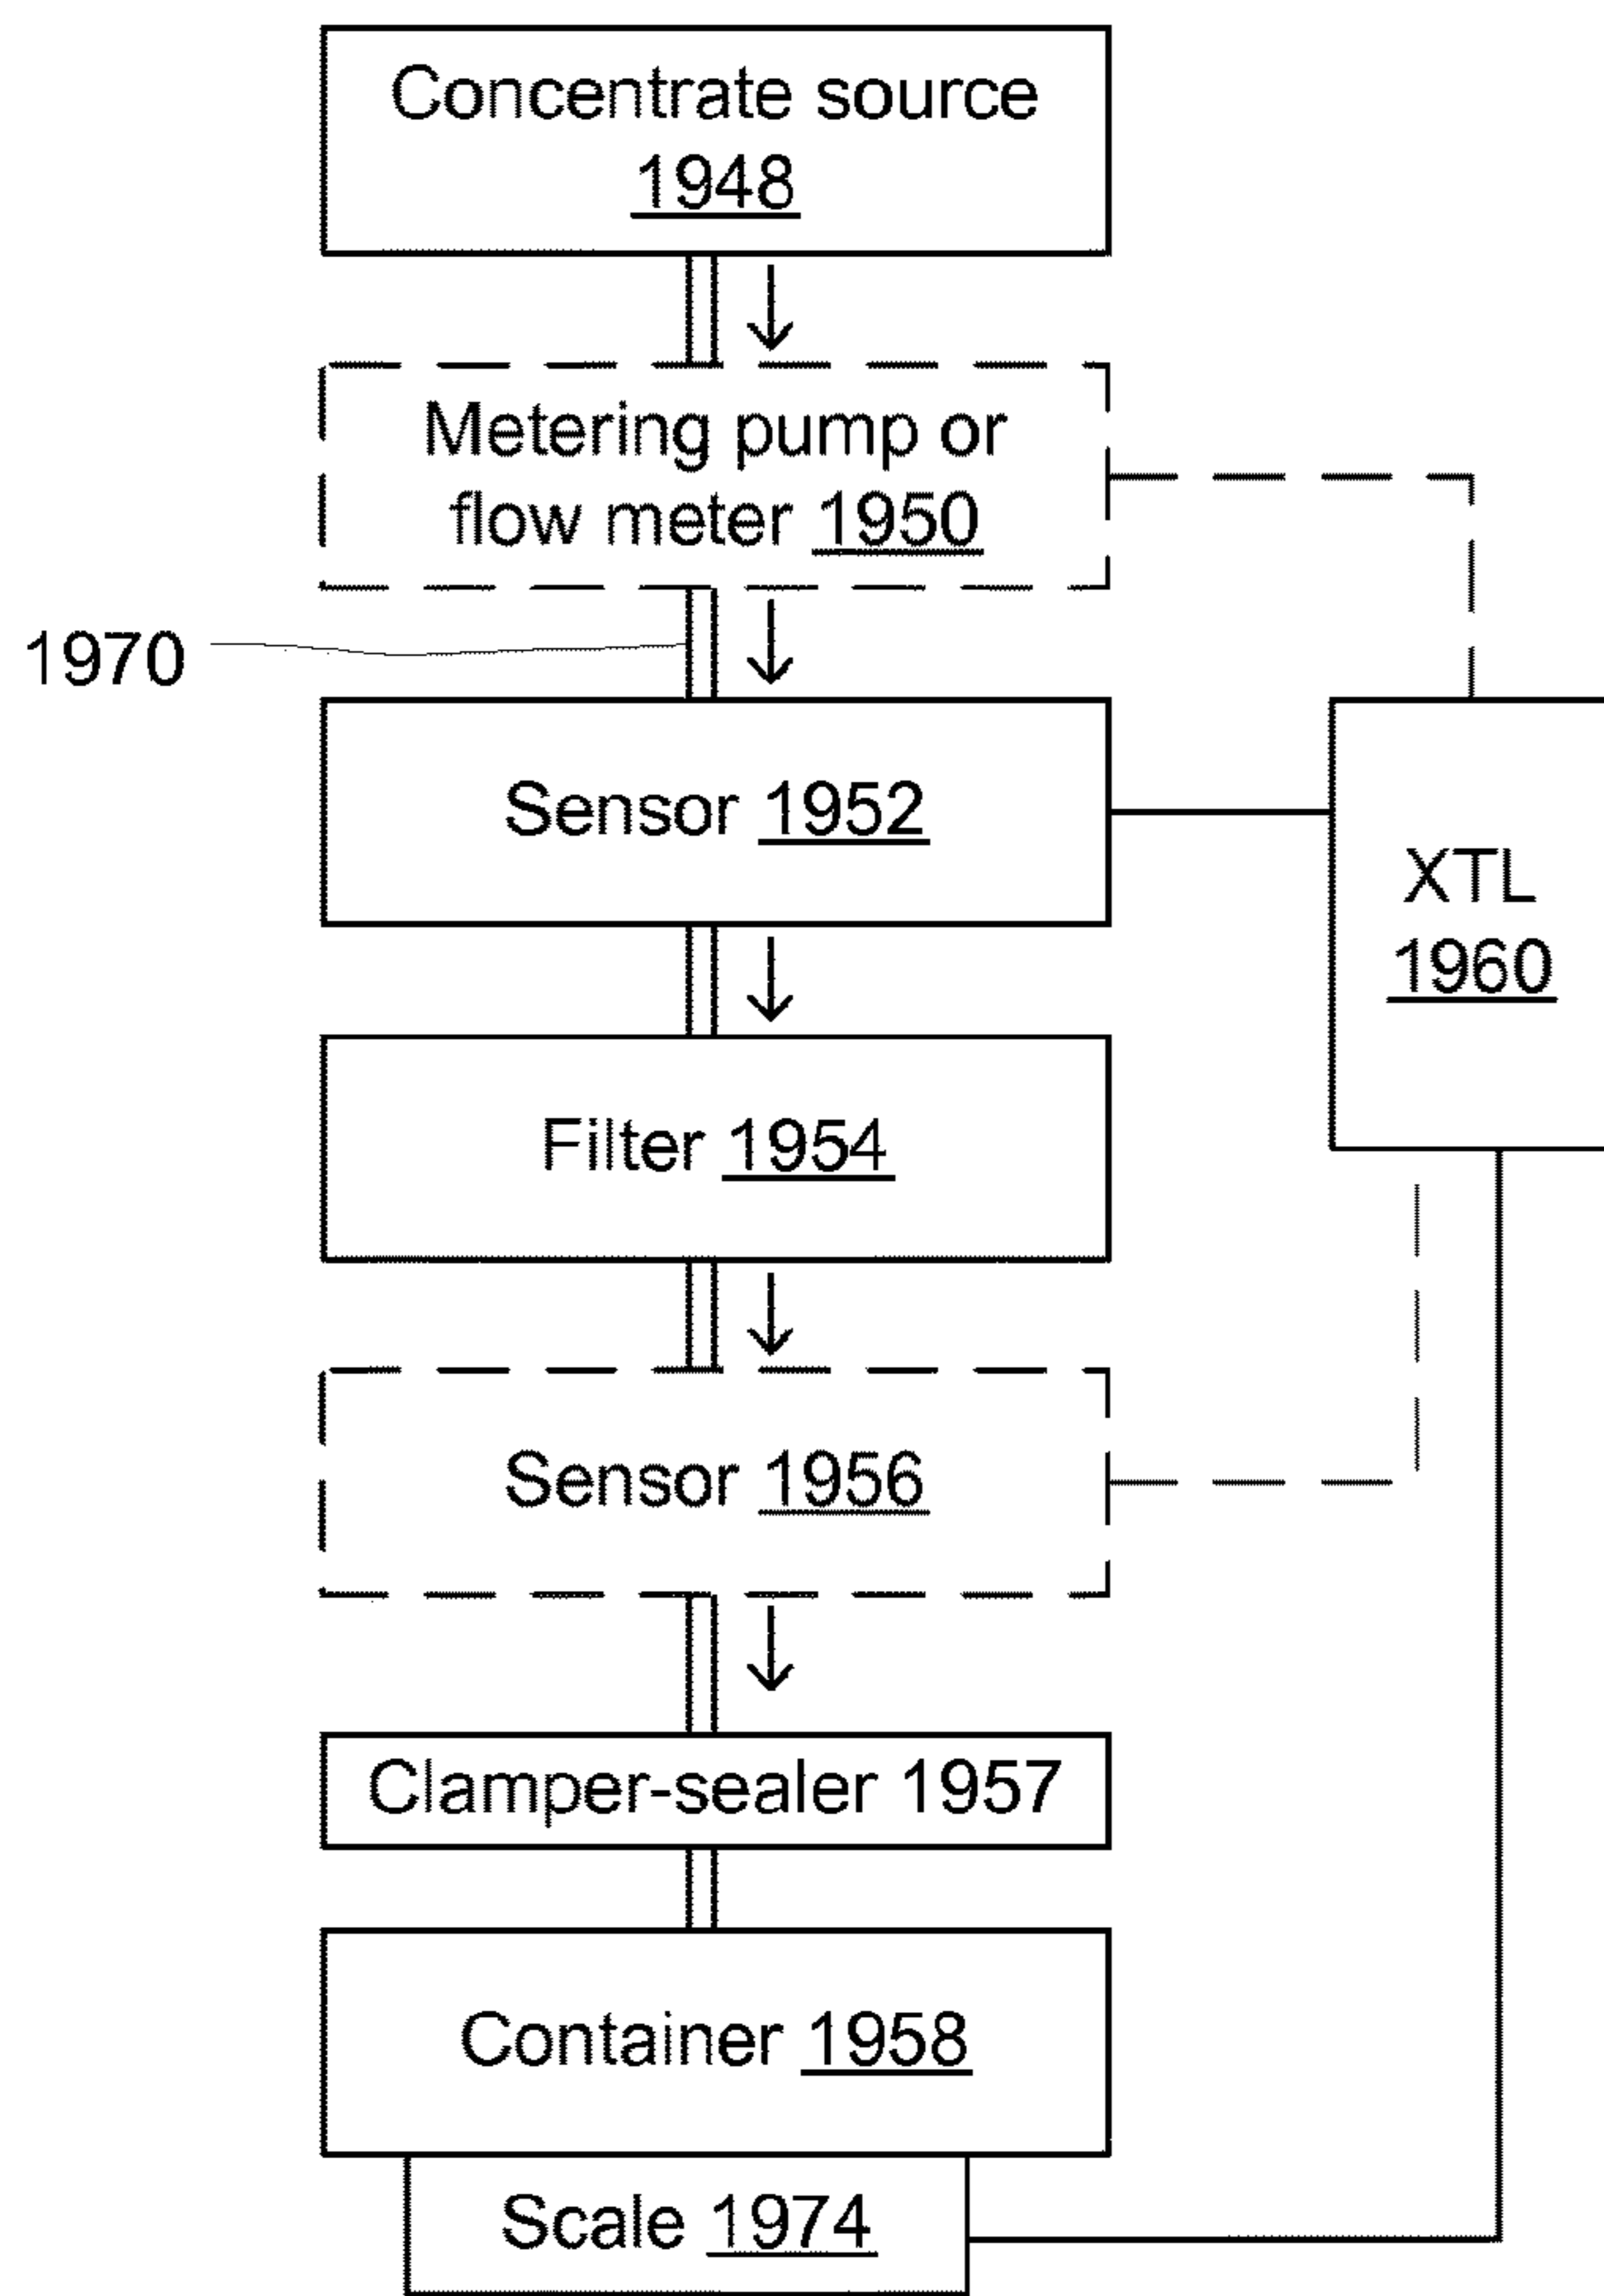 Concentrate source
1948
Metering pump or
flow meter 1950
1970
Sensor 1952
XTL
1960
Filter 1954
Sensor 1956
Clamper-sealer 1957
Container 1958
Scale 1974